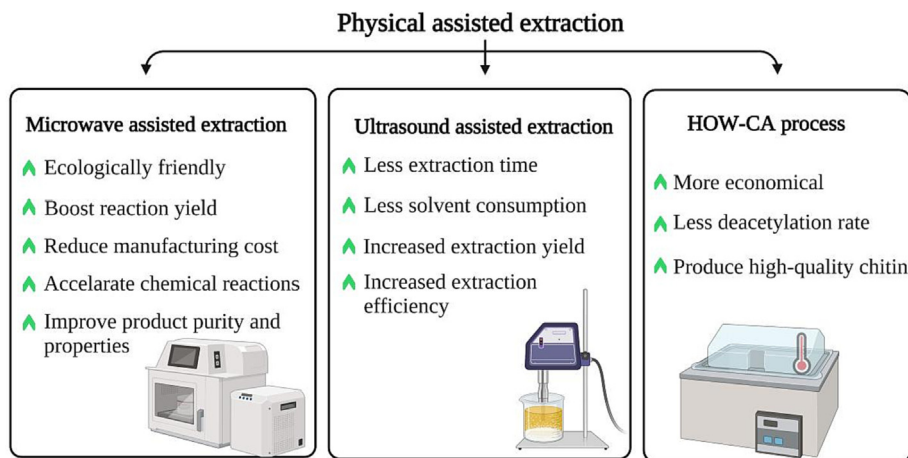 Physical assisted extraction
Microwave assisted extraction
Ecologically friendly
Boost reaction yield
Reduce manufacturing cost
Accelarate chemical reactions
Improve product purity and
properties
Ultrasound assisted extraction
Less extraction time
Less solvent consumption
Increased extraction yield
Increased extraction
efficiency
HOW-CA process
More economical
Less deacetylation rate
Produce high-quality chitin